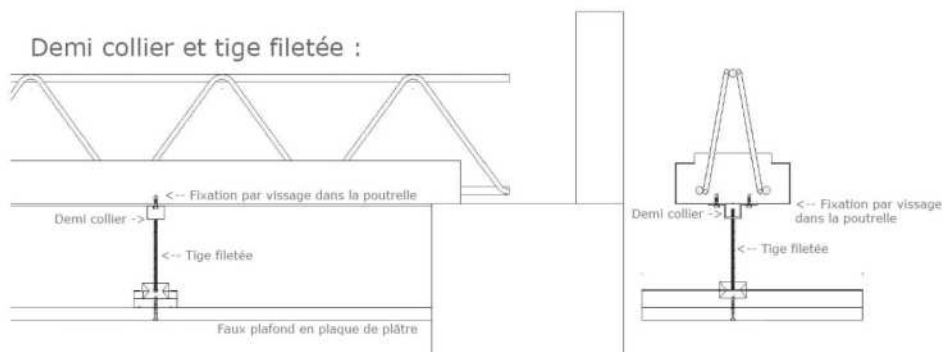 Demi collier et tige filetée :
<-- Fixation par vissage dans la poutrelle
Demi collier ->
<-- Tige filetée
Faux plafond en plaque de plâtre
<-- Fixation par vissage
dans la poutrelle
Demi collier ->
<-- Tige filetée